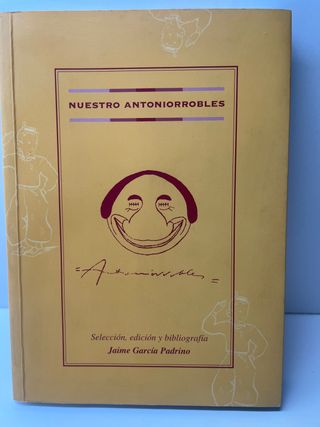 NUESTRO ANTONIORROBLES
=Antoniorrobles=
Selección, edición y bibliografía
Jaime García Padrino